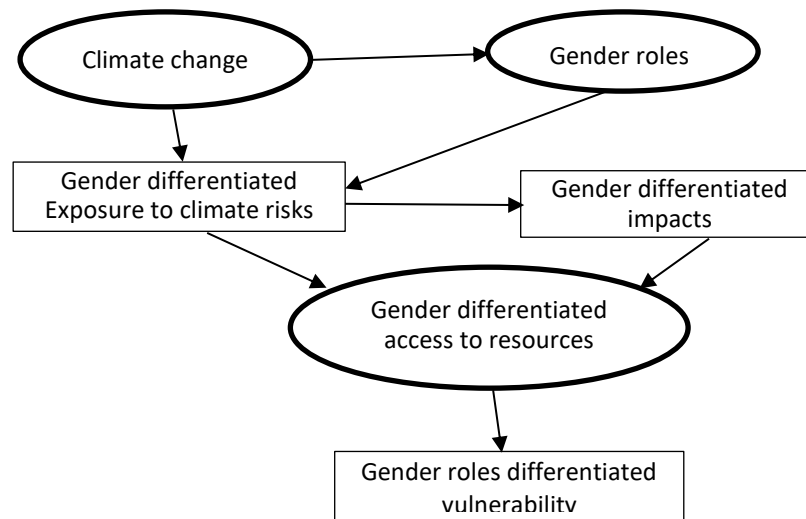 Climate change
Gender roles
Gender differentiated
Exposure to climate risks
Gender differentiated
impacts
Gender differentiated
access to resources
Gender roles differentiated
vulnerability